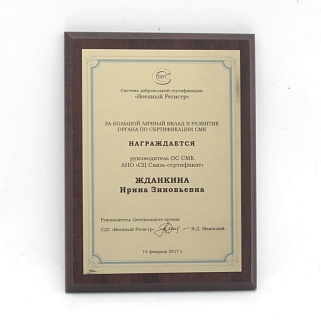 Система добровольной сертификации
«Военный Регистр»
ЗА БОЛЬШОЙ ЛИЧНЫЙ ВКЛАД В РАЗВИТИЕ
ОРГАНА ПО СЕРТИФИКАЦИИ СМК
НАГРАЖДАЕТСЯ
руководитель ОС СМК
АНО «СЦ Связь-сертификат»
ЖДАНКИНА
Ирина Зиновьевна
Руководитель Центрального органа
СДС «Военный Регистр» В.Д.
14 февраля 2017 г.